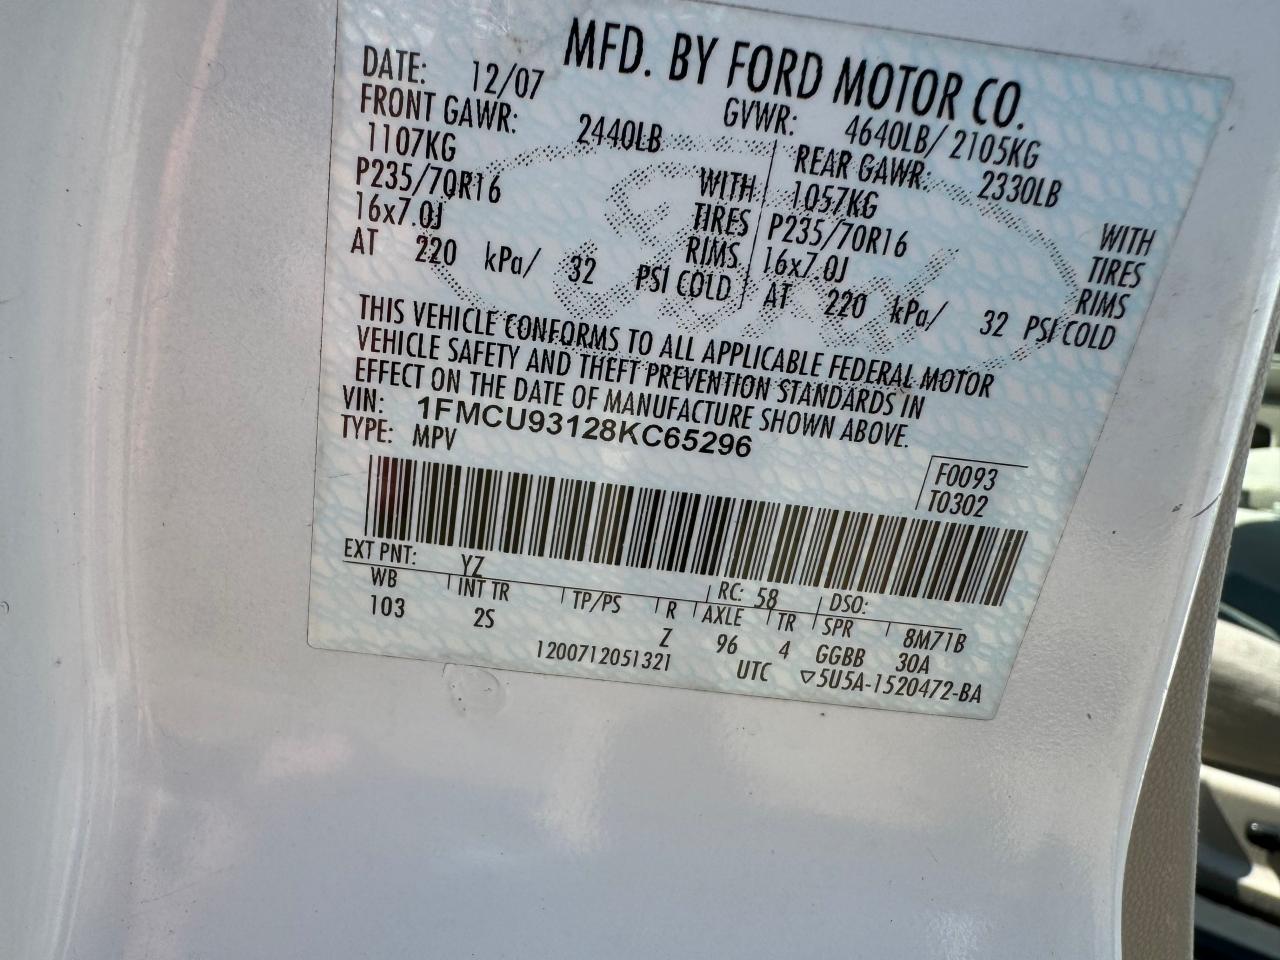 MFD. BY FORD MOTOR CO.
DATE: 12/07 GVWR: 4640LB/ 2105KG
FRONT GAWR: 2440LB REAR GAWR: 2330LB
1107KG WITH 1057KG WITH
P235/70R16 TIRES P235/70R16 TIRES
16x7.0J RIMS 16x7.0J RIMS
AT 220 kPa/ 32 PSI COLD AT 220 kPa/ 32 PSI COLD
THIS VEHICLE CONFORMS TO ALL APPLICABLE FEDERAL MOTOR
VEHICLE SAFETY AND THEFT PREVENTION STANDARDS IN
EFFECT ON THE DATE OF MANUFACTURE SHOWN ABOVE.
VIN: 1FMCU93128KC65296
TYPE: MPV
F0093
T0302
EXT PNT: YZ RC: 58 DSO:
WB INT TR TP/PS R AXLE TR SPR 8M71B
103 2S Z 96 4 GGBB 30A
1200712051321 UTC ▽5U5A-1520472-BA